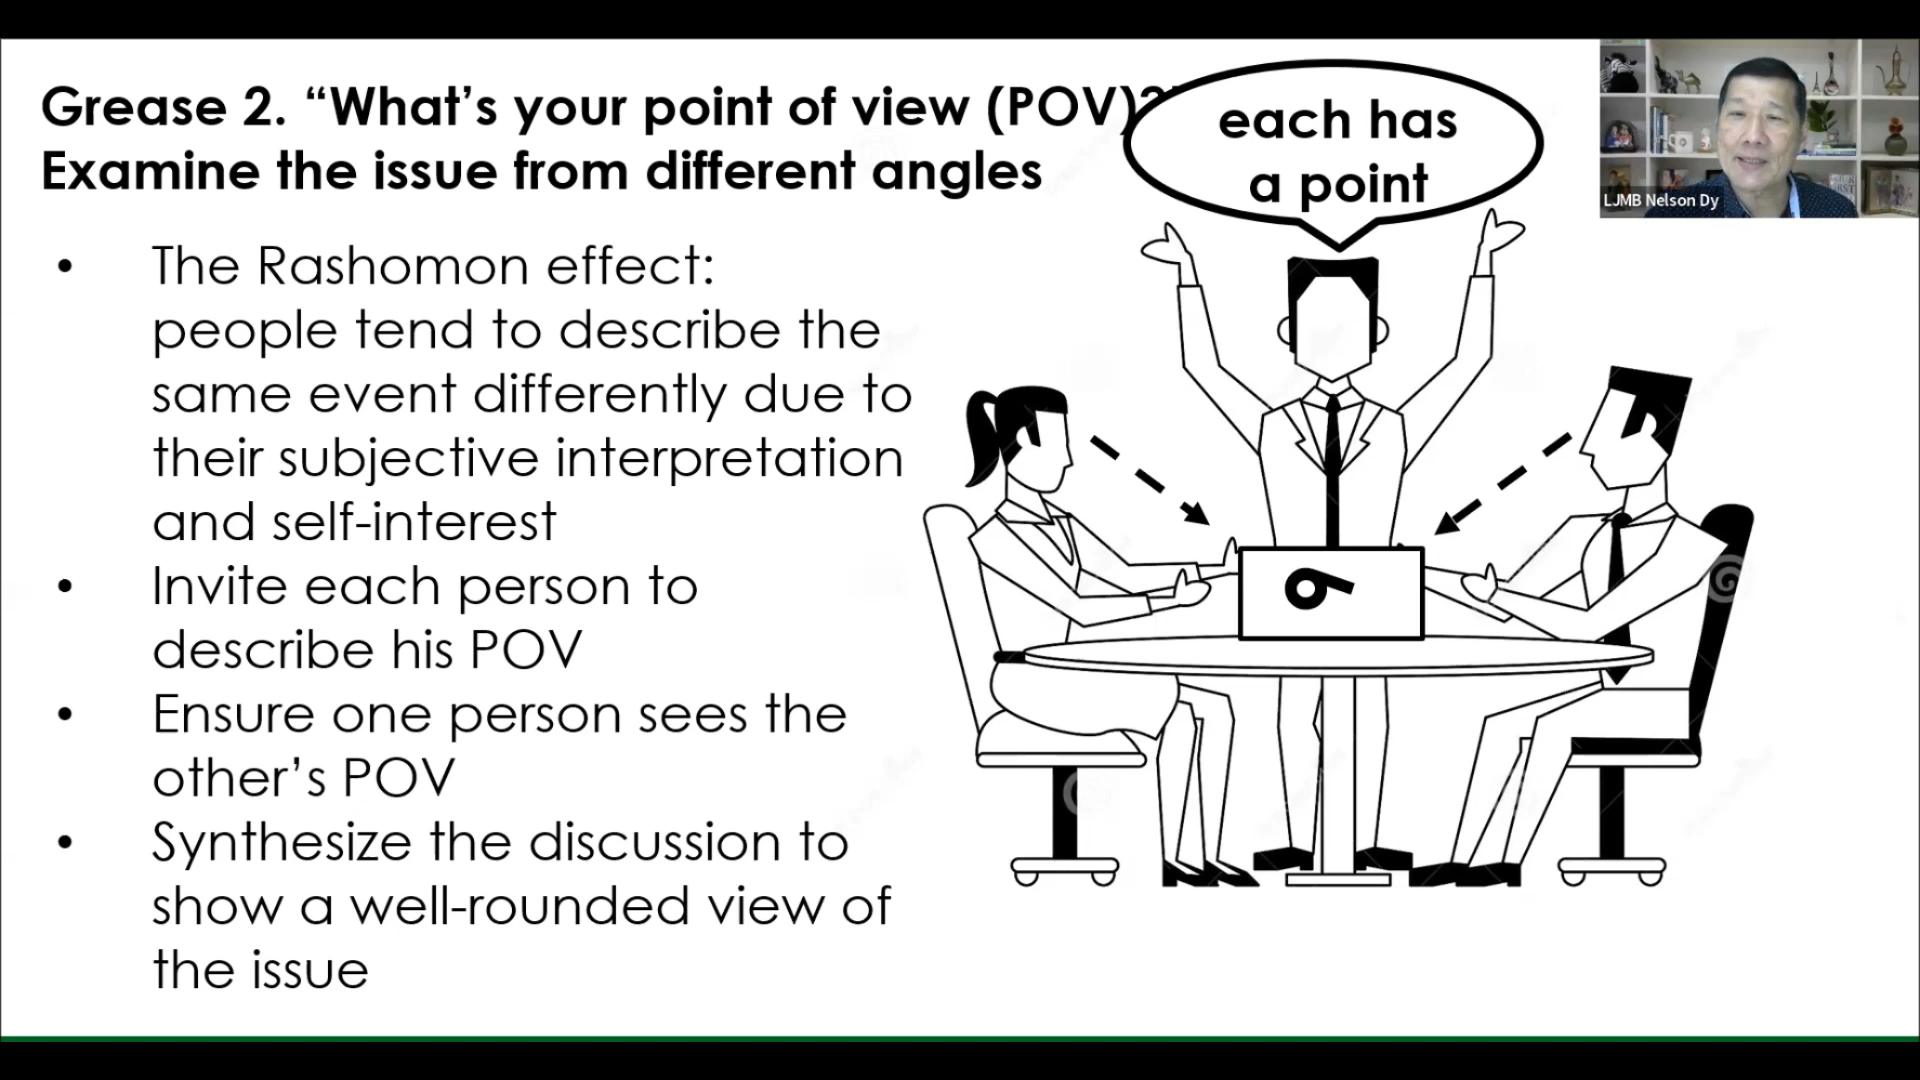 Grease 2. “What’s your point of view (POV)?”
Examine the issue from different angles
each has
a point
LJMB Nelson Dy
• The Rashomon effect:
people tend to describe the
same event differently due to
their subjective interpretation
and self-interest
• Invite each person to
describe his POV
• Ensure one person sees the
other’s POV
• Synthesize the discussion to
show a well-rounded view of
the issue
6